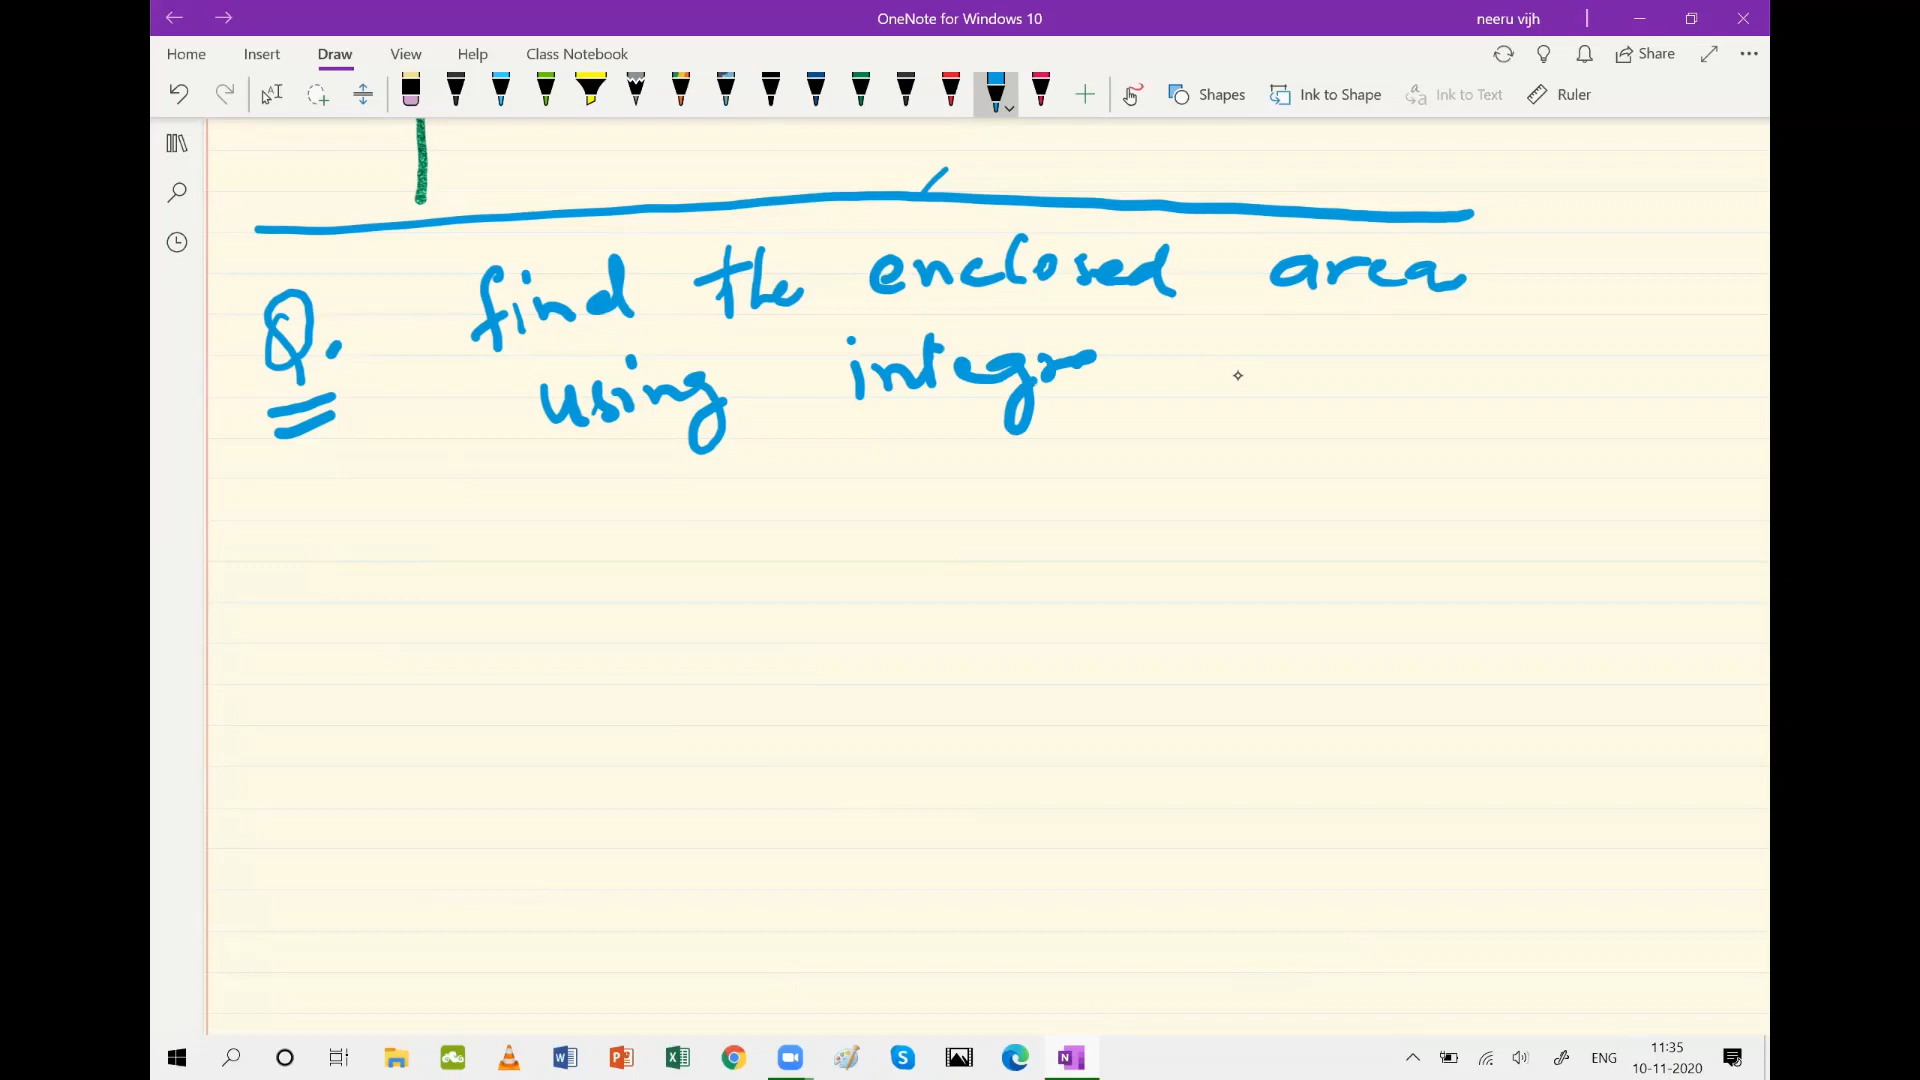 OneNote for Windows 10
neeru vijh
Home Insert Draw View Help Class Notebook
Share
Shapes Ink to Shape Ink to Text Ruler
Q. find the enclosed area
using integr
ENG
11:35
10-11-2020